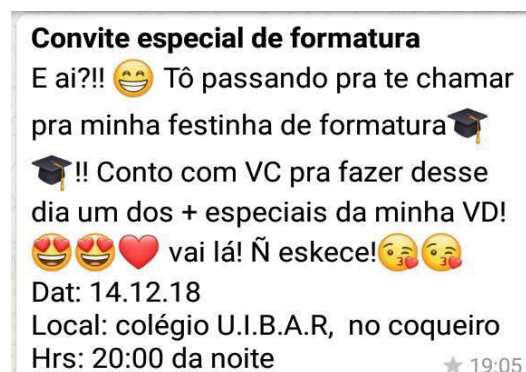 Convite especial de formatura
E ai?!! 😁 Tô passando pra te chamar
pra minha festinha de formatura🎓
🎓!! Conto com VC pra fazer desse
dia um dos + especiais da minha VD!
😍😍❤️ vai lá! Ñ eskece!😘😘
Dat: 14.12.18
Local: colégio U.I.B.A.R, no coqueiro
Hrs: 20:00 da noite
★ 19:05